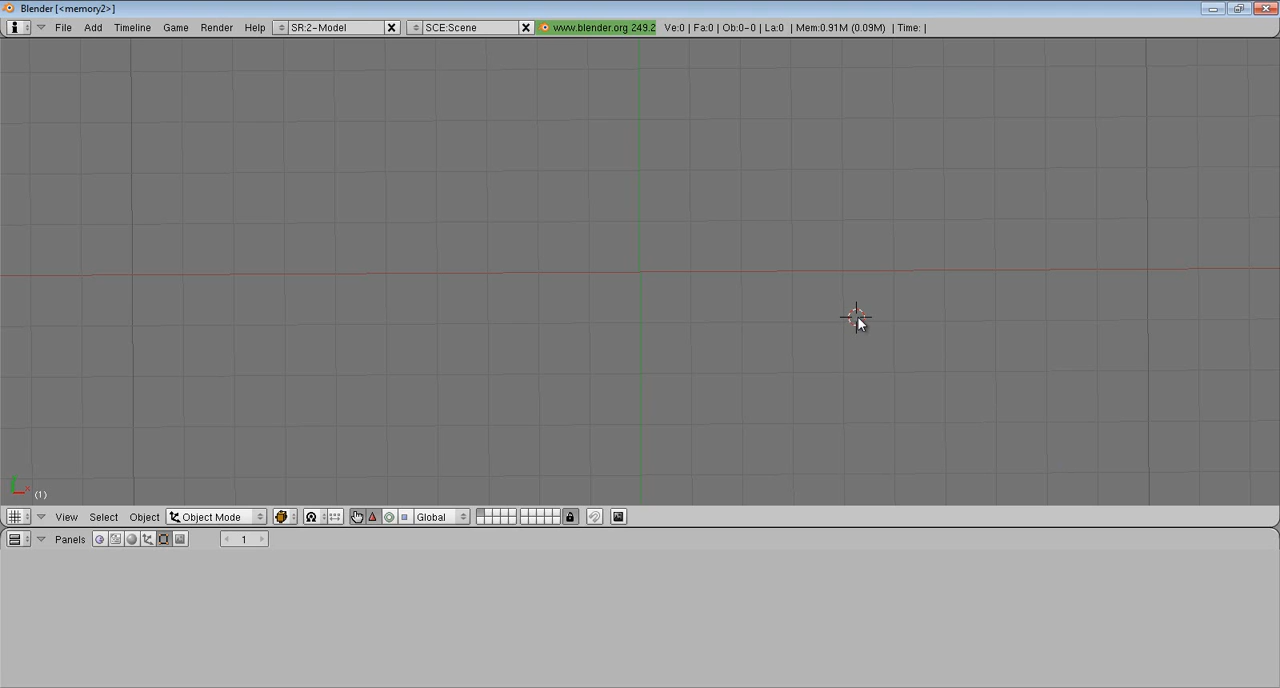 Blender [<memory2>]
File Add Timeline Game Render Help SR:2-Model SCE:Scene www.blender.org 249.2 Ve:0 | Fa:0 | Ob:0-0 | La:0 | Mem:0.91M (0.09M) | Time: |
x
(1)
View Select Object Object Mode Global
Panels 1